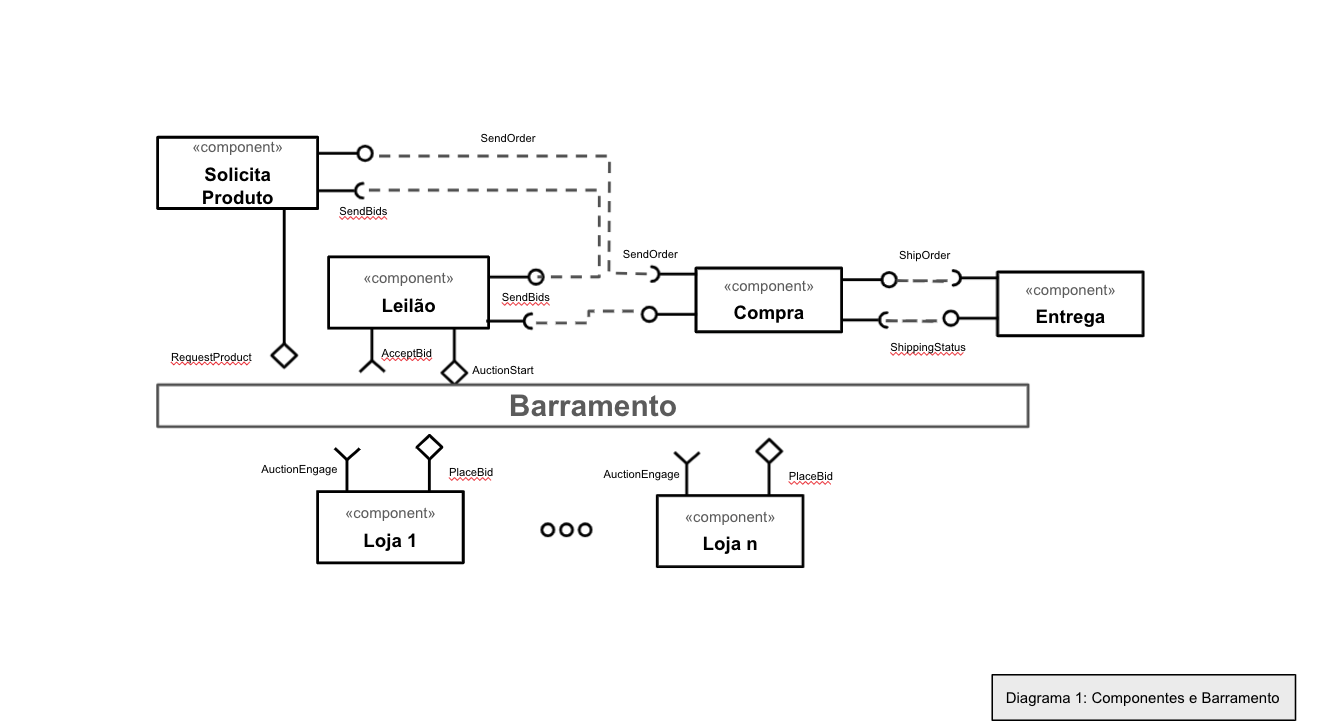 SendOrder
«component»
Solicita
Produto
SendBids
SendOrder
ShipOrder
«component»
Leilão
SendBids
«component»
Compra
«component»
Entrega
ShippingStatus
RequestProduct
AcceptBid
AuctionStart
Barramento
AuctionEngage
PlaceBid
AuctionEngage
PlaceBid
«component»
Loja 1
«component»
Loja n
Diagrama 1: Componentes e Barramento